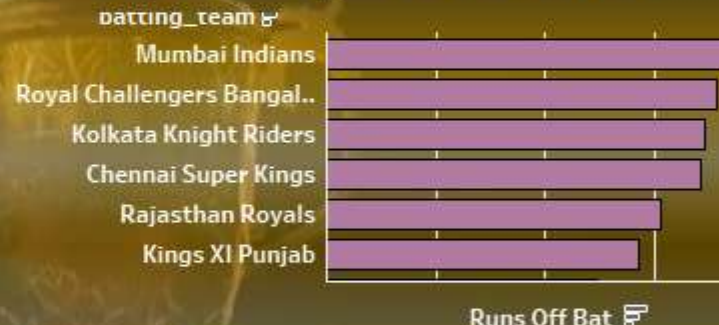 batting_team
Mumbai Indians
Royal Challengers Bangal..
Kolkata Knight Riders
Chennai Super Kings
Rajasthan Royals
Kings XI Punjab
Runs Off Bat